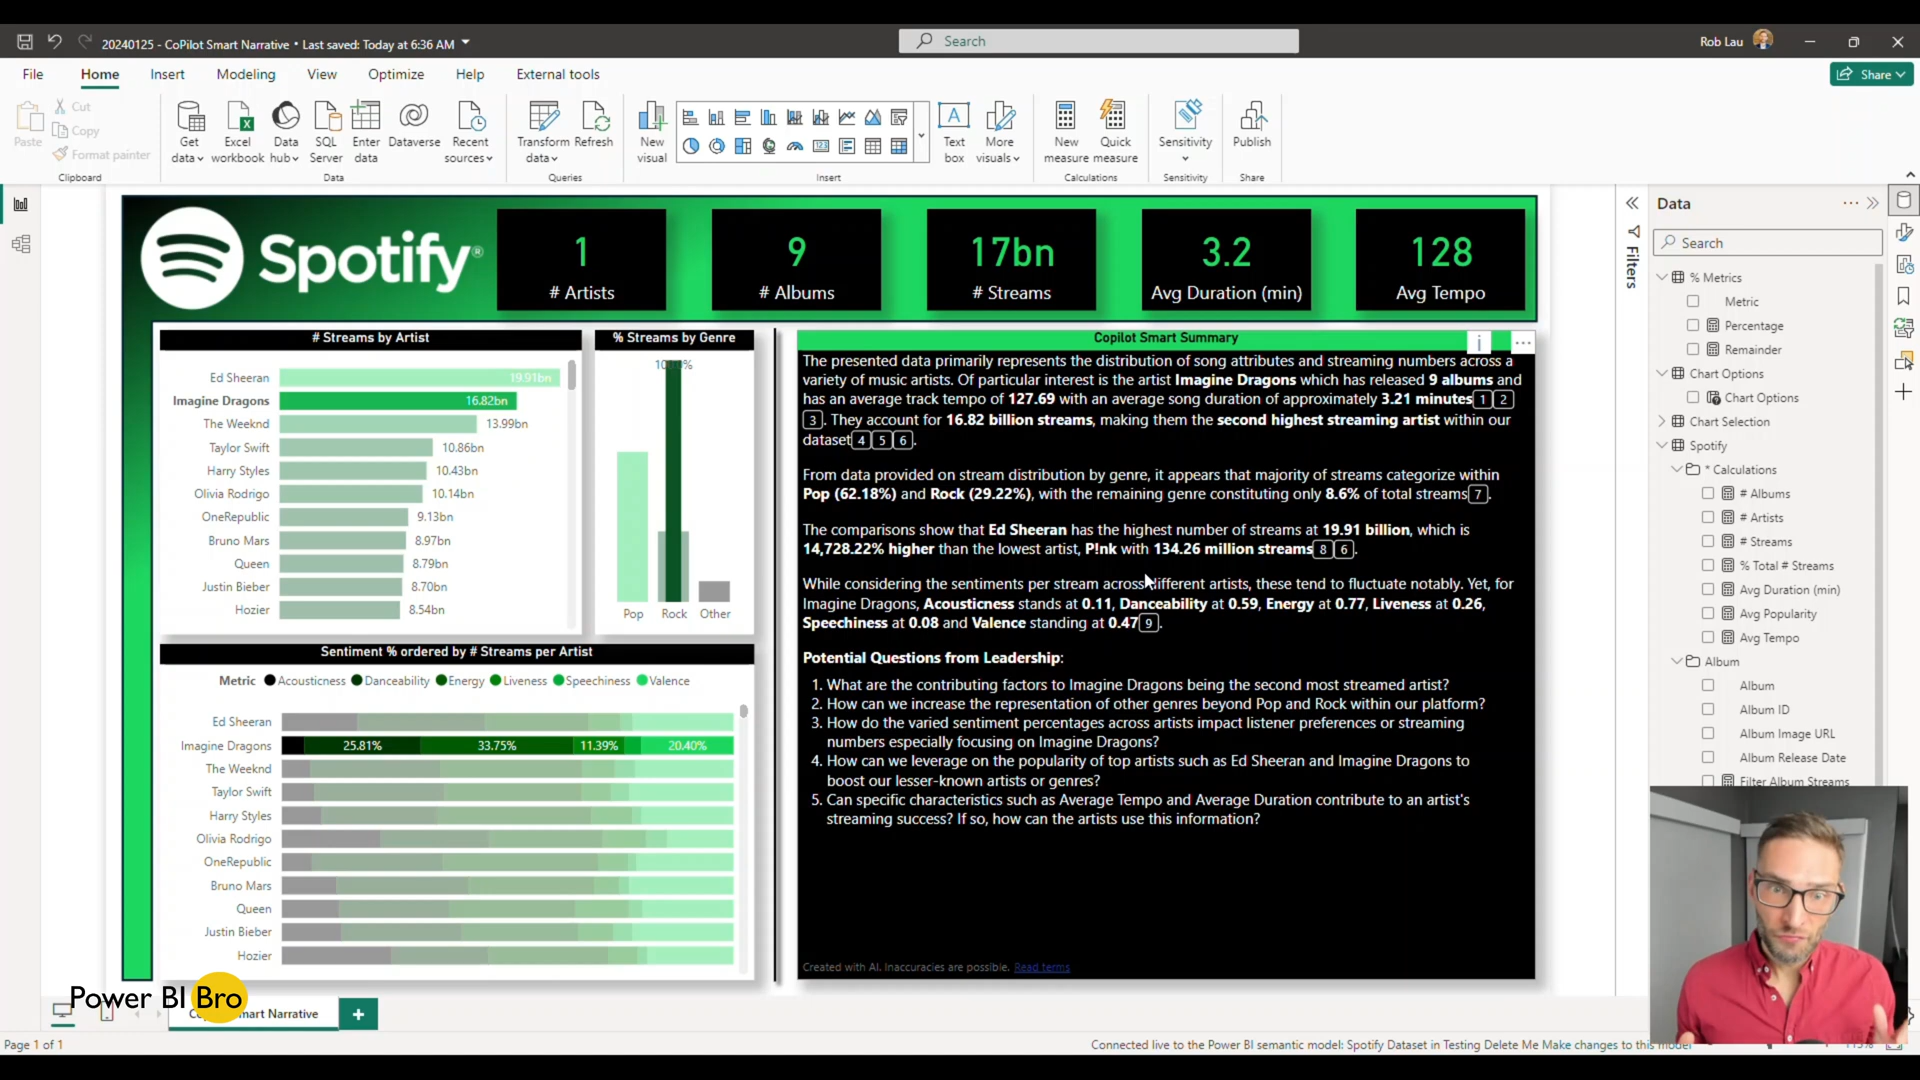 20240125 - CoPilot Smart Narrative • Last saved: Today at 6:36 AM
Search
Rob Lau
File
Home
Insert
Modeling
View
Optimize
Help
External tools
Share
Paste
Cut
Copy
Format painter
Clipboard
Get data
Excel workbook
Data hub
SQL Server
Enter data
Dataverse
Recent sources
Data
Transform data
Refresh
Queries
New visual
Text box
More visuals
Insert
New measure
Quick measure
Calculations
Sensitivity
Sensitivity
Publish
Share
Spotify®
1
# Artists
9
# Albums
17bn
# Streams
3.2
Avg Duration (min)
128
Avg Tempo
# Streams by Artist
Ed Sheeran 19.91bn
Imagine Dragons 16.82bn
The Weeknd 13.99bn
Taylor Swift 10.86bn
Harry Styles 10.43bn
Olivia Rodrigo 10.14bn
OneRepublic 9.13bn
Bruno Mars 8.97bn
Queen 8.79bn
Justin Bieber 8.70bn
Hozier 8.54bn
% Streams by Genre
Pop Rock Other
Sentiment % ordered by # Streams per Artist
Metric Acousticness Danceability Energy Liveness Speechiness Valence
Ed Sheeran
Imagine Dragons 25.81% 33.75% 11.39% 20.40%
The Weeknd
Taylor Swift
Harry Styles
Olivia Rodrigo
OneRepublic
Bruno Mars
Queen
Justin Bieber
Hozier
Copilot Smart Summary
The presented data primarily represents the distribution of song attributes and streaming numbers across a
variety of music artists. Of particular interest is the artist Imagine Dragons which has released 9 albums and
has an average track tempo of 127.69 with an average song duration of approximately 3.21 minutes 1 2
3 . They account for 16.82 billion streams, making them the second highest streaming artist within our
dataset 4 5 6 .
From data provided on stream distribution by genre, it appears that majority of streams categorize within
Pop (62.18%) and Rock (29.22%), with the remaining genre constituting only 8.6% of total streams 7 .
The comparisons show that Ed Sheeran has the highest number of streams at 19.91 billion, which is
14,728.22% higher than the lowest artist, P!nk with 134.26 million streams 8 6 .
While considering the sentiments per stream across different artists, these tend to fluctuate notably. Yet, for
Imagine Dragons, Acousticness stands at 0.11, Danceability at 0.59, Energy at 0.77, Liveness at 0.26,
Speechiness at 0.08 and Valence standing at 0.47 9 .
Potential Questions from Leadership:
1. What are the contributing factors to Imagine Dragons being the second most streamed artist?
2. How can we increase the representation of other genres beyond Pop and Rock within our platform?
3. How do the varied sentiment percentages across artists impact listener preferences or streaming
numbers especially focusing on Imagine Dragons?
4. How can we leverage on the popularity of top artists such as Ed Sheeran and Imagine Dragons to
boost our lesser-known artists or genres?
5. Can specific characteristics such as Average Tempo and Average Duration contribute to an artist's
streaming success? If so, how can the artists use this information?
Created with AI. Inaccuracies are possible. Read terms
Filters
Data
Search
% Metrics
Metric
Percentage
Remainder
Chart Options
Chart Options
Chart Selection
Spotify
* Calculations
# Albums
# Artists
# Streams
% Total # Streams
Avg Duration (min)
Avg Popularity
Avg Tempo
Album
Album
Album ID
Album Image URL
Album Release Date
Filter Album Streams
Power BI Bro
mart Narrative
Page 1 of 1
Connected live to the Power BI semantic model: Spotify Dataset in Testing Delete Me Make changes to this model